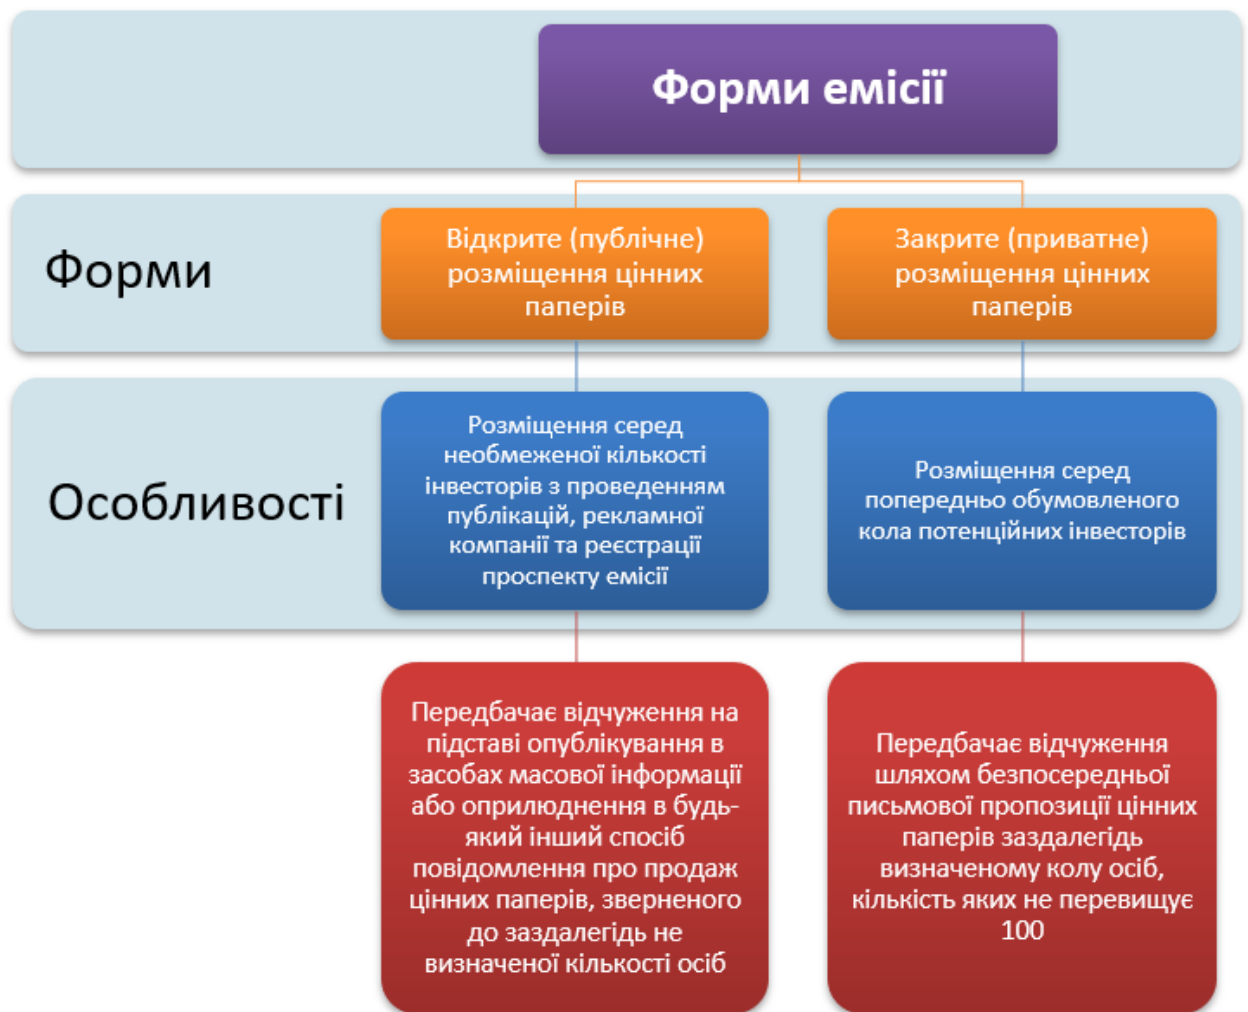 Форми емісії
Форми
Відкрите (публічне)
розміщення цінних
паперів
Закрите (приватне)
розміщення цінних
паперів
Особливості
Розміщення серед
необмеженої кількості
інвесторів з проведенням
публікацій, рекламної
компанії та реєстрації
проспекту емісії
Розміщення серед
попередньо обумовленого
кола потенційних інвесторів
Передбачає відчуження на
підставі опублікування в
засобах масової інформації
або оприлюднення в будь-
який інший спосіб
повідомлення про продаж
цінних паперів, зверненого
до заздалегідь не
визначеної кількості осіб
Передбачає відчуження
шляхом безпосередньої
письмової пропозиції цінних
паперів заздалегідь
визначеному колу осіб,
кількість яких не перевищує
100